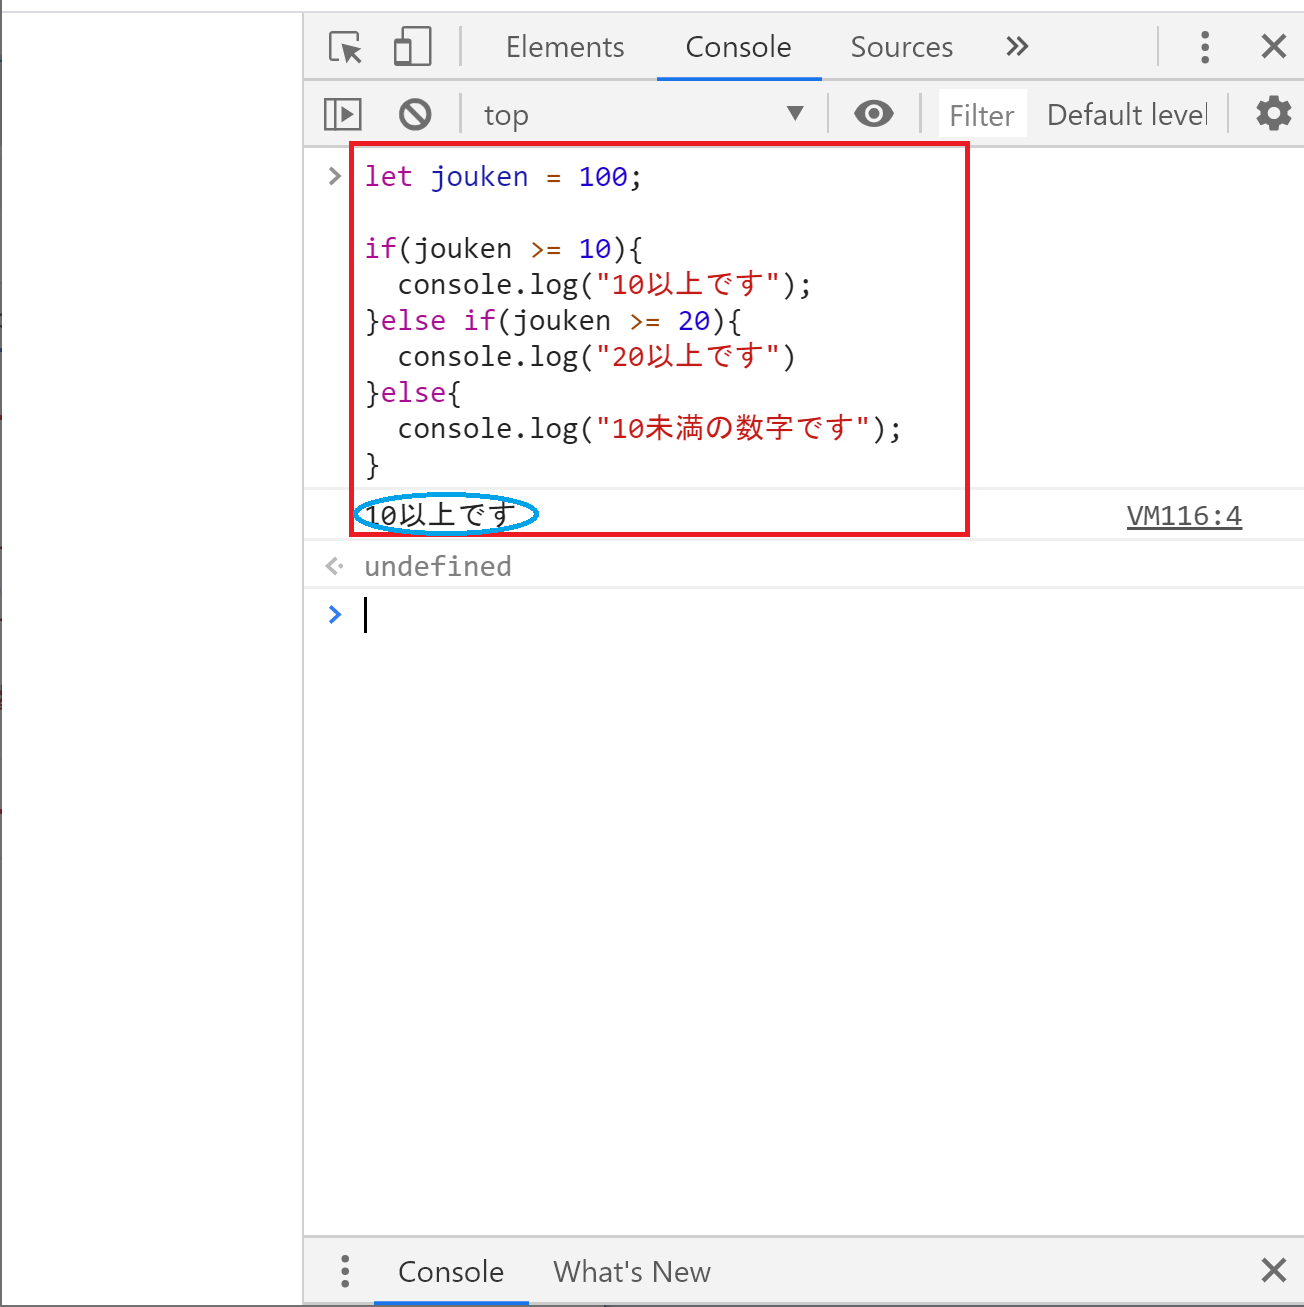 Elements Console Sources
top Filter Default level
let jouken = 100;
if(jouken >= 10){
console.log("10以上です");
}else if(jouken >= 20){
console.log("20以上です")
}else{
console.log("10未満の数字です");
}
10以上です VM116:4
undefined
Console What's New